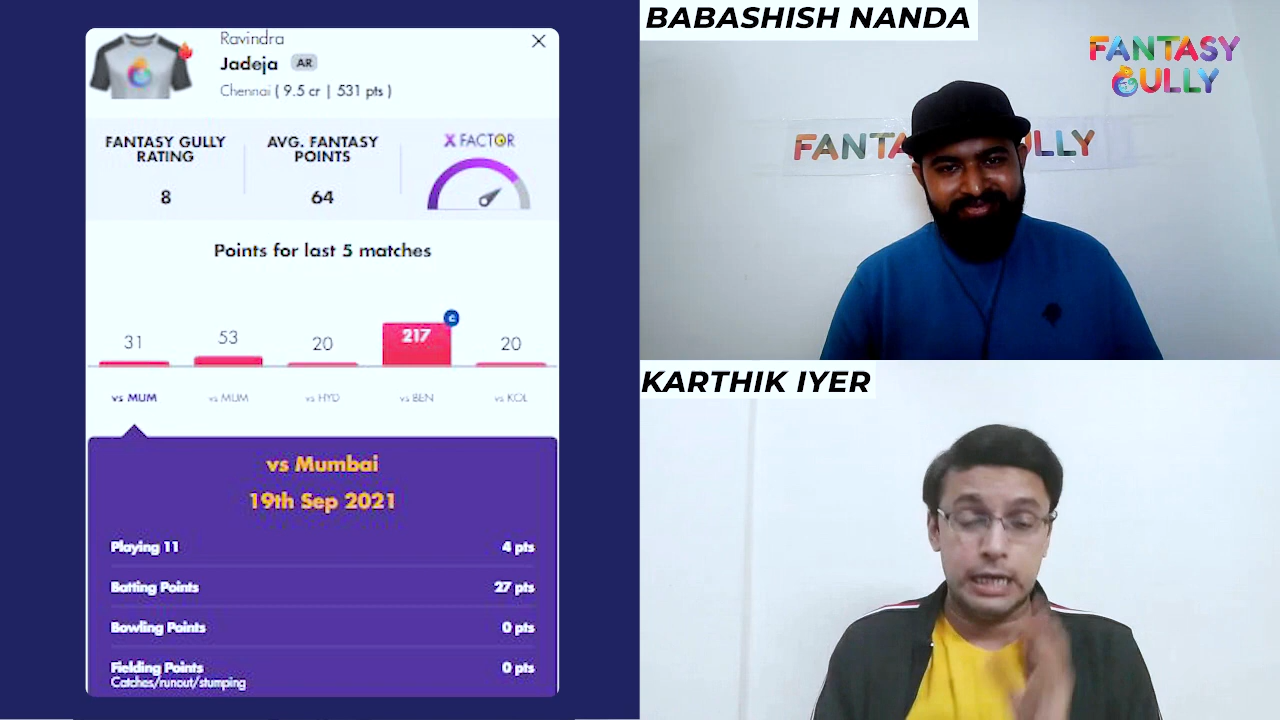 Ravindra
Jadeja AR
Chennai ( 9.5 cr | 531 pts )
FANTASY GULLY
RATING
8
AVG. FANTASY
POINTS
64
X FACTOR
Points for last 5 matches
31 53 20 217 C 20
vs MUM vs MUM vs HYD vs BEN vs KOL
vs Mumbai
19th Sep 2021
Playing 11 4 pts
Batting Points 27 pts
Bowling Points 0 pts
Fielding Points 0 pts
Catches/runout/stumping
BABASHISH NANDA
FANTASY
GULLY
FANTA ULLY
KARTHIK IYER